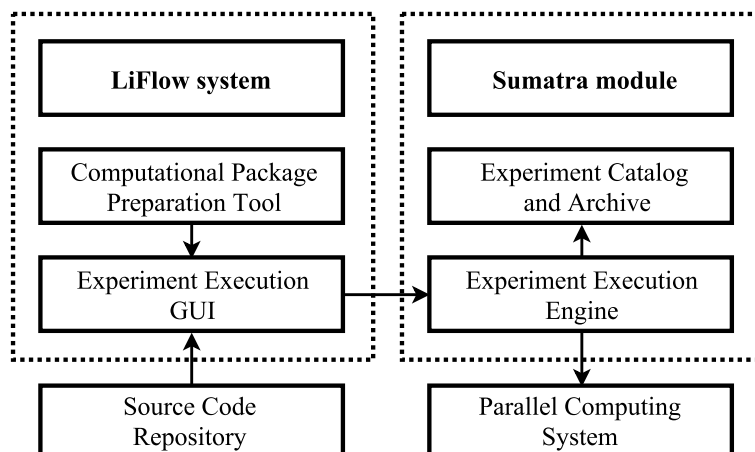 LiFlow system
Computational Package
Preparation Tool
Experiment Execution
GUI
Source Code
Repository
Sumatra module
Experiment Catalog
and Archive
Experiment Execution
Engine
Parallel Computing
System